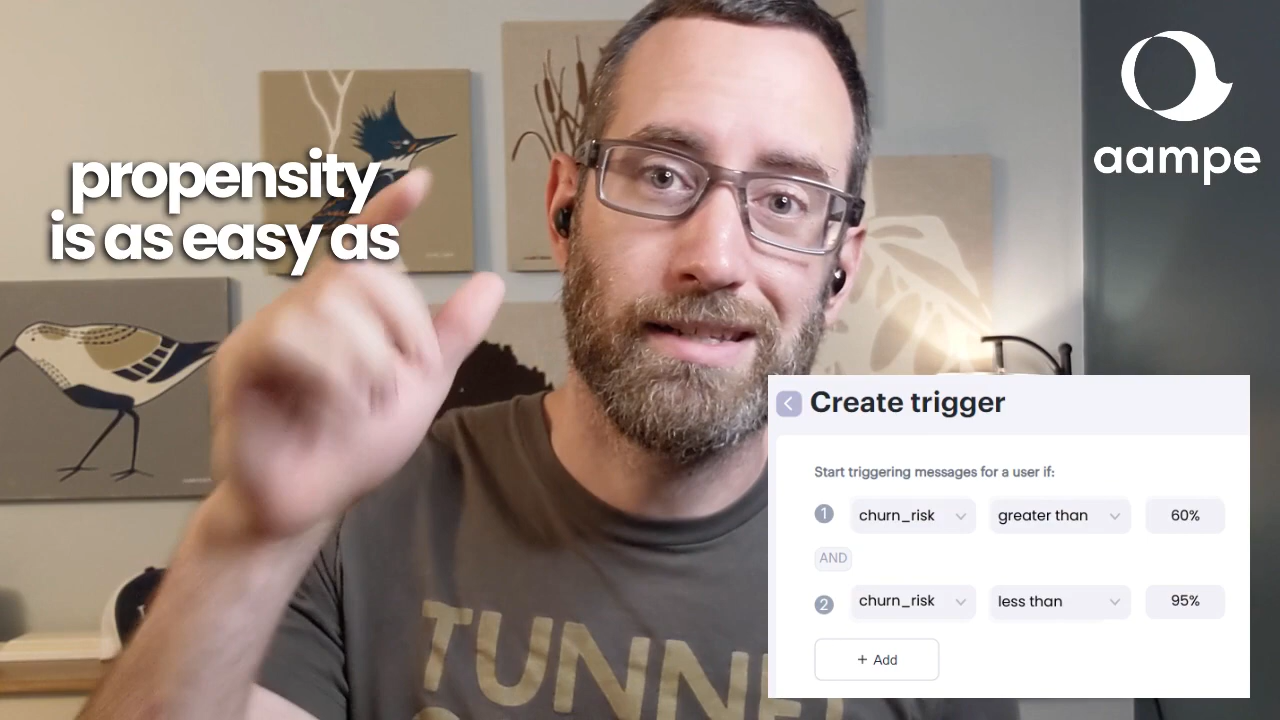 propensity
is as easy as
aampe
TUNNEL
Create trigger
Start triggering messages for a user if:
1 churn_risk greater than 60%
AND
2 churn_risk less than 95%
+ Add